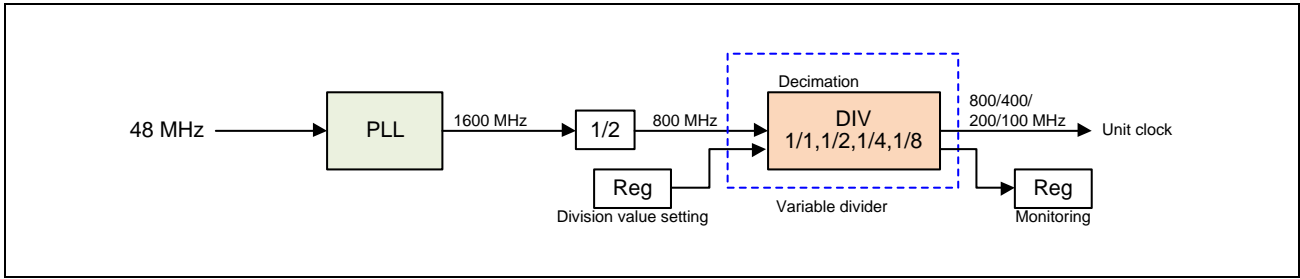 48 MHz
PLL
1600 MHz
1/2
800 MHz
Decimation
DIV
1/1,1/2,1/4,1/8
800/400/
200/100 MHz
Unit clock
Reg
Division value setting
Variable divider
Reg
Monitoring